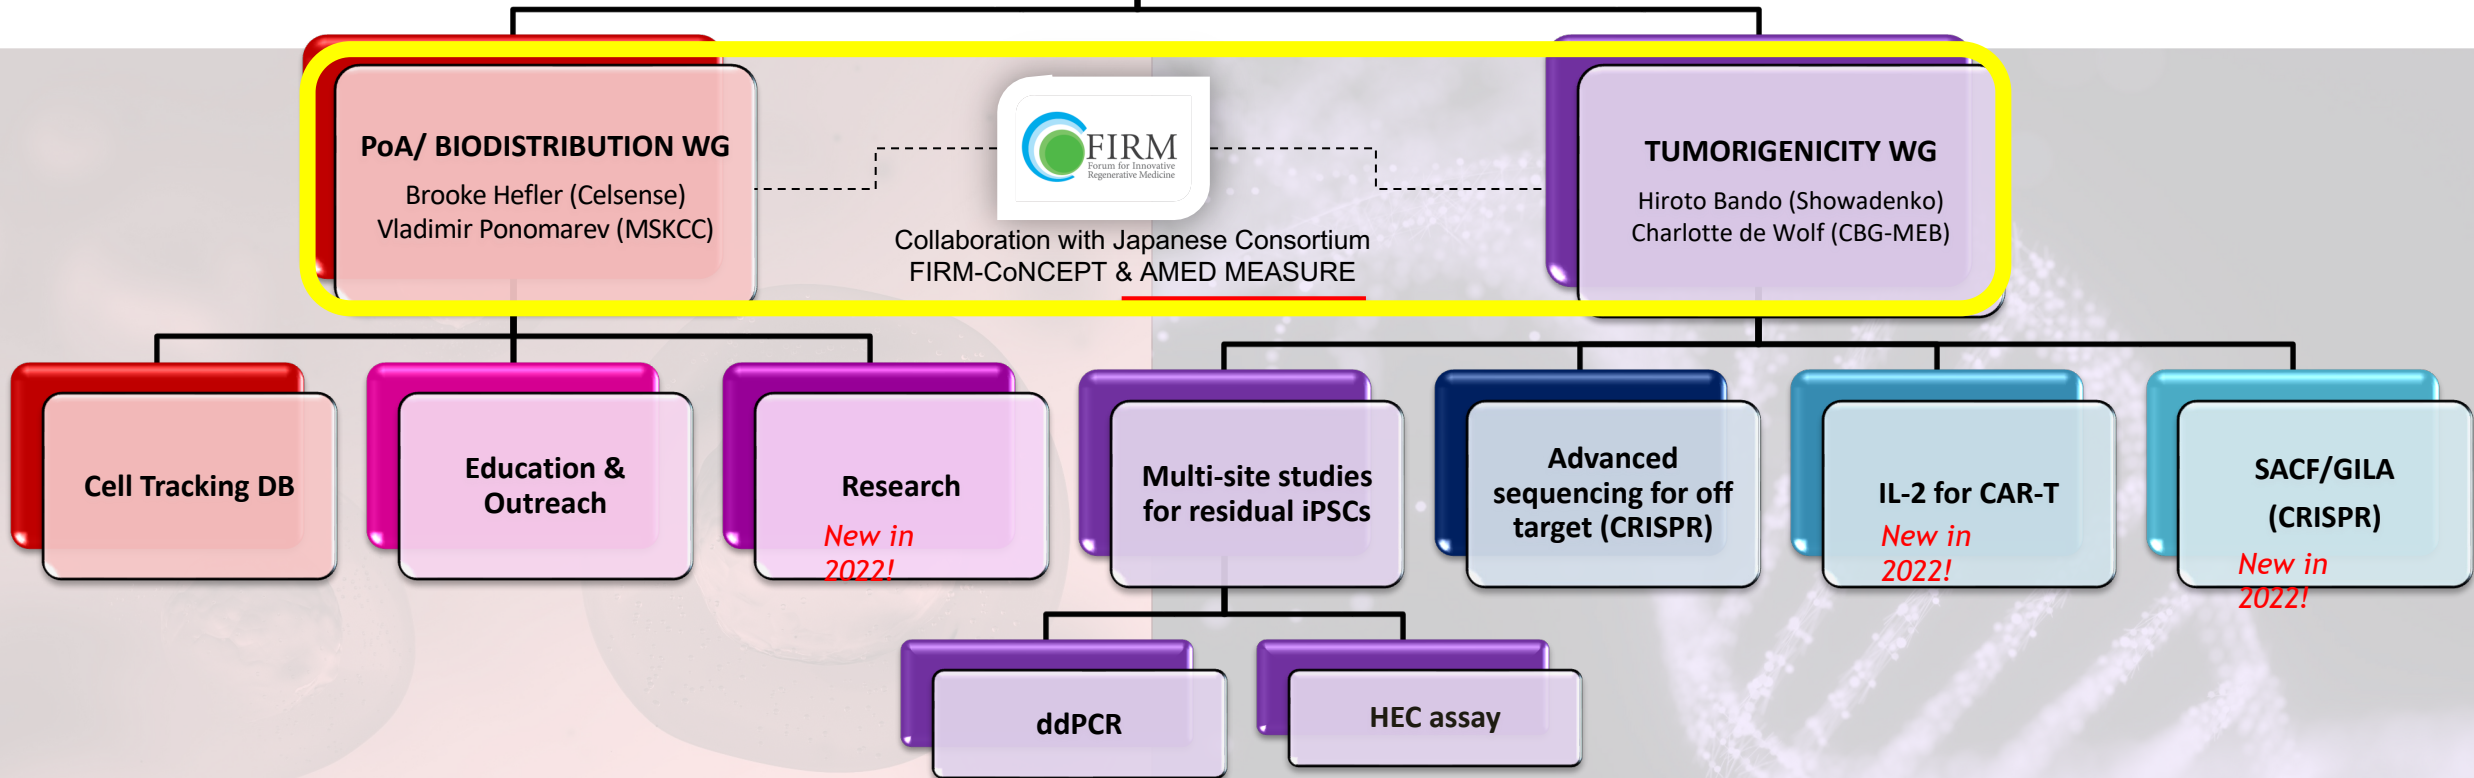 PoA/ BIODISTRIBUTION WG
Brooke Hefler (Celsense)
Vladimir Ponomarev (MSKCC)
FIRM
Forum for Innovative
Regenerative Medicine
Collaboration with Japanese Consortium
FIRM-CoNCEPT & AMED MEASURE
TUMORIGENICITY WG
Hiroto Bando (Showadenko)
Charlotte de Wolf (CBG-MEB)
Cell Tracking DB
Education &
Outreach
Research
New in
2022!
Multi-site studies
for residual iPSCs
Advanced
sequencing for off
target (CRISPR)
IL-2 for CAR-T
New in
2022!
SACF/GILA
(CRISPR)
New in
2022!
ddPCR
HEC assay